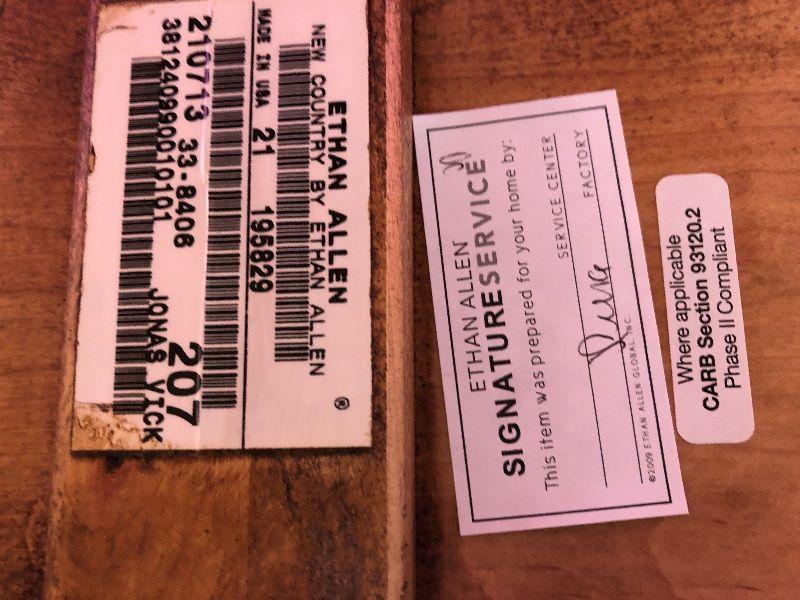 ETHAN ALLEN
®
NEW COUNTRY BY ETHAN ALLEN
MADE IN USA 21 195829
210713 33-8406 207
3812409900010101 JONAS VICK
ETHAN ALLEN
SIGNATURESERVICE
This item was prepared for your home by:
SERVICE CENTER
FACTORY
©2009 ETHAN ALLEN GLOBAL, INC.
Where applicable
CARB Section 93120.2
Phase II Compliant